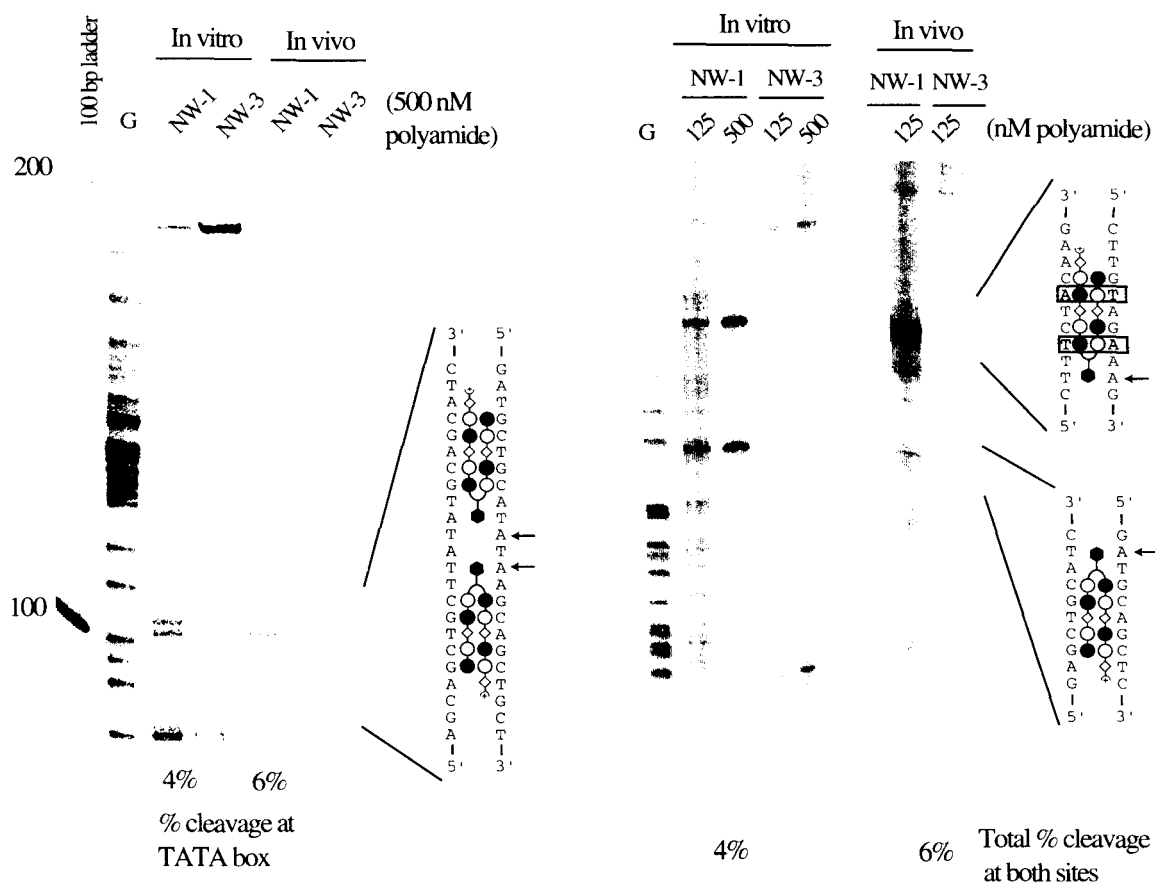 100 bp ladder
G
In vitro
In vivo
NW-1
NW-3
NW-1
NW-3
(500 nM
polyamide)
200
100
3' 5'
C G
T A
A T
C G
G C
A T
C G
G C
T A
A T
T A
A T
T A
T A
C G
G C
T A
C G
G C
A T
C G
G C
A T
5' 3'
4%
6%
% cleavage at
TATA box
In vitro
In vivo
NW-1
NW-3
NW-1
NW-3
G
125
500
125
500
125
125
(nM polyamide)
3' 5'
G C
A T
A T
C G
A T
T A
C G
T A
T A
T A
C G
5' 3'
3' 5'
C G
T A
A T
C G
G C
T A
C G
G C
A T
G C
5' 3'
4%
6%
Total % cleavage
at both sites